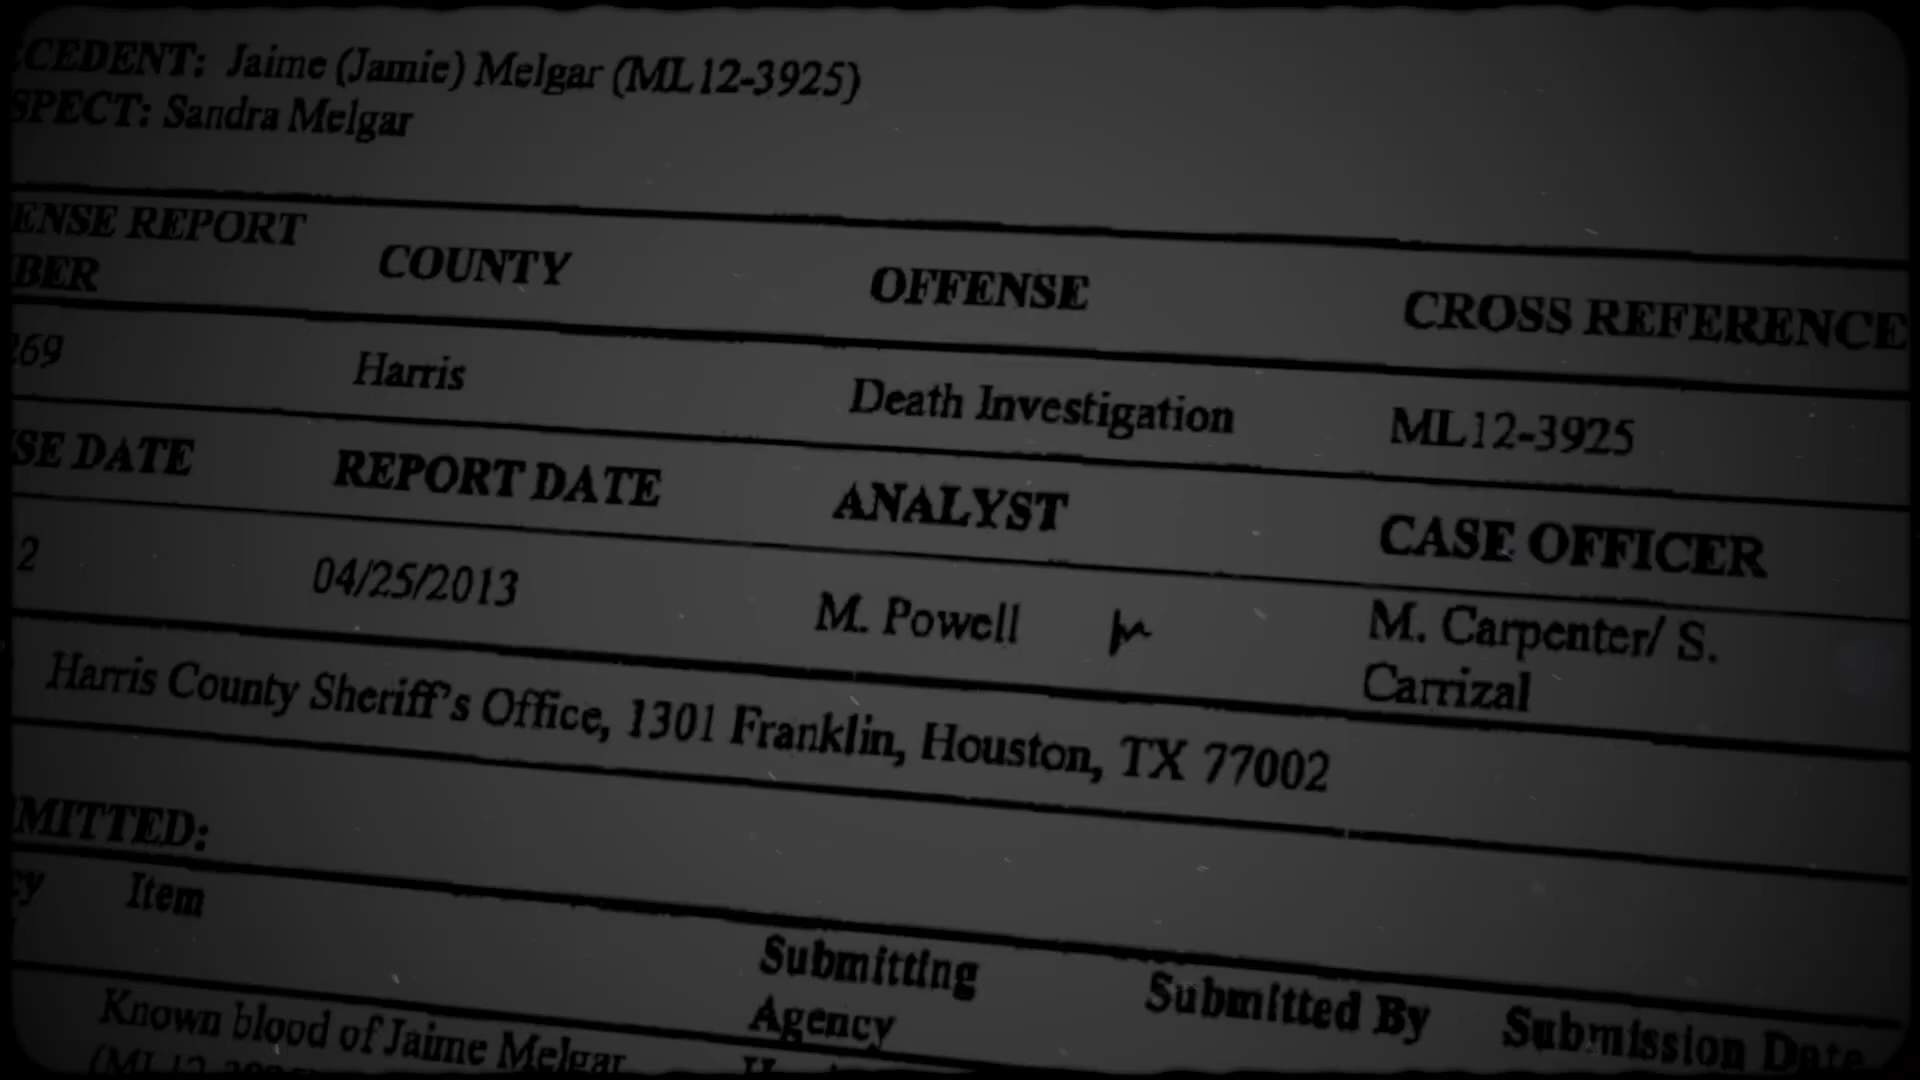 CEDENT: Jaime (Jamie) Melgar (ML12-3925)
SPECT: Sandra Melgar
ENSE REPORT
BER
COUNTY
OFFENSE
CROSS REFERENCE
269
Harris
Death Investigation
ML12-3925
SE DATE
REPORT DATE
ANALYST
CASE OFFICER
2
04/25/2013
M. Powell
M. Carpenter/ S.
Carrizal
Harris County Sheriff's Office, 1301 Franklin, Houston, TX 77002
MITTED:
cy
Item
Submitting
Agency
Submitted By
Submission Date
Known blood of Jaime Melgar